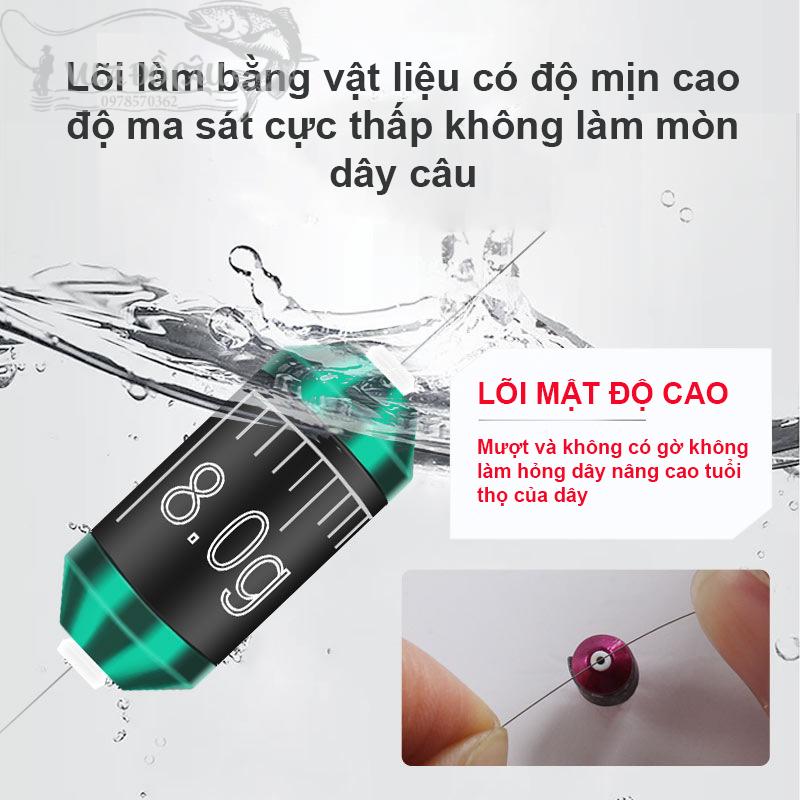 0978570362
Lõi làm bằng vật liệu có độ mịn cao
độ ma sát cực thấp không làm mòn
dây câu
LÕI MẬT ĐỘ CAO
Mượt và không có gờ không
làm hỏng dây nâng cao tuổi
thọ của dây
8.0g